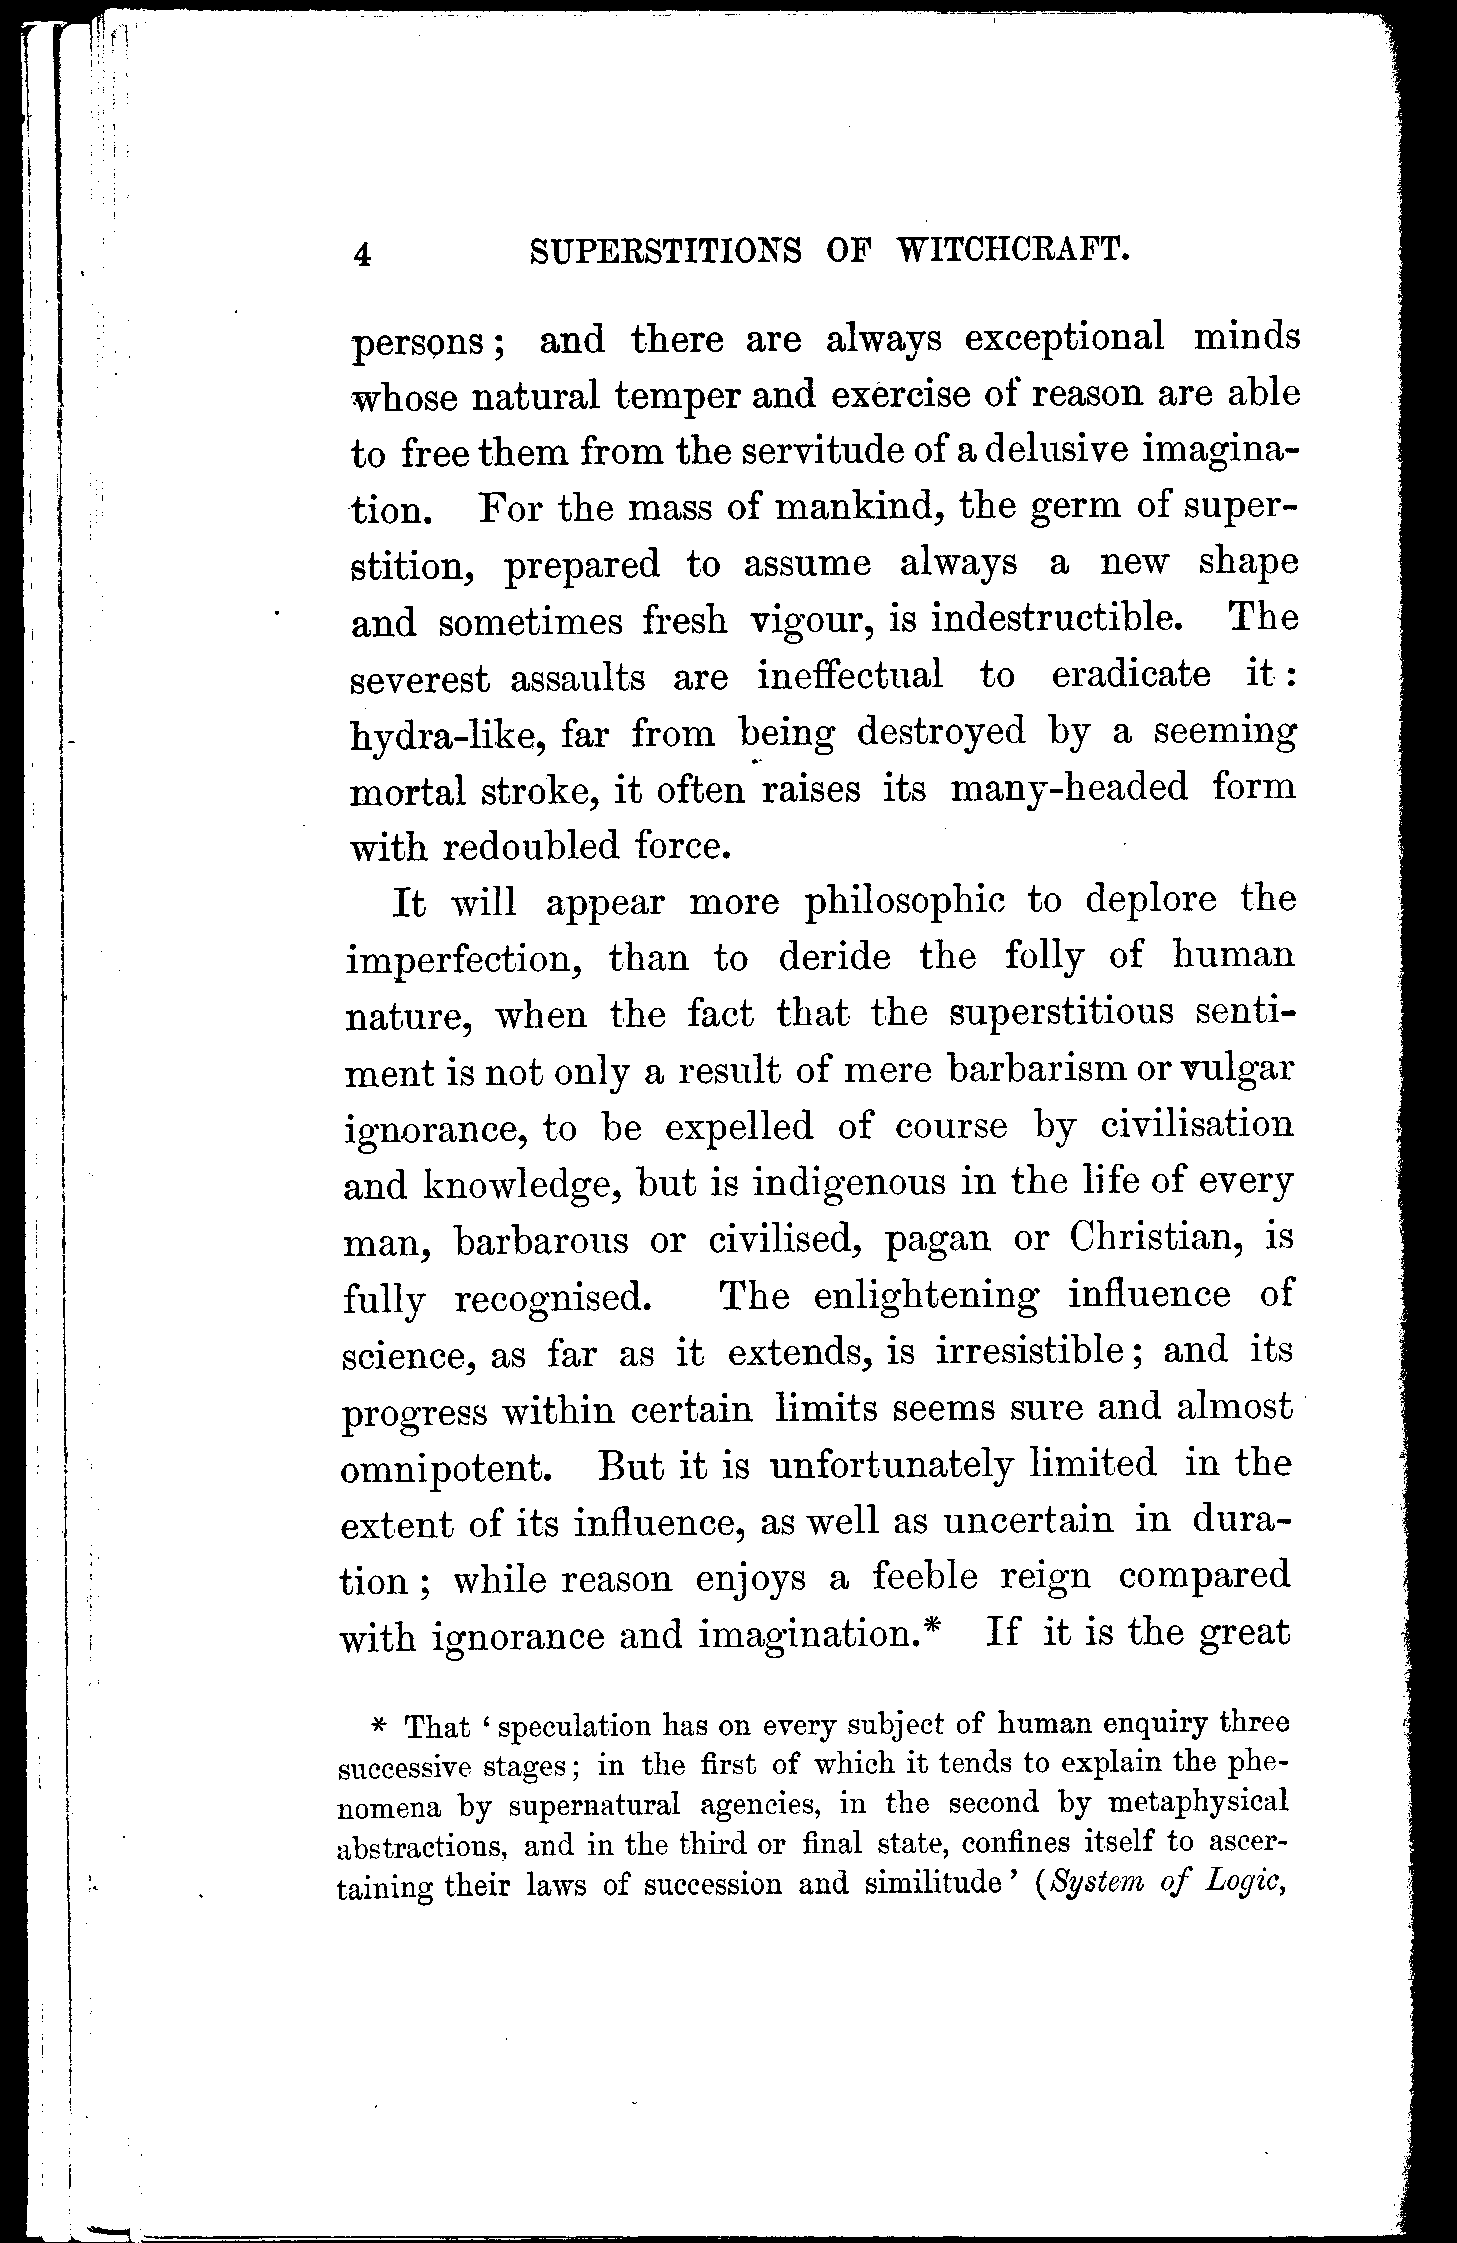 4 SUPERSTITIONS OF WITCHCRAFT.
persons; and there are always exceptional minds
whose natural temper and exercise of reason are able
to free them from the servitude of a delusive imagina-
tion. For the mass of mankind, the germ of super-
stition, prepared to assume always a new shape
and sometimes fresh vigour, is indestructible. The
severest assaults are ineffectual to eradicate it:
hydra-like, far from being destroyed by a seeming
mortal stroke, it often raises its many-headed form
with redoubled force.
It will appear more philosophic to deplore the
imperfection, than to deride the folly of human
nature, when the fact that the superstitious senti-
ment is not only a result of mere barbarism or vulgar
ignorance, to be expelled of course by civilisation
and knowledge, but is indigenous in the life of every
man, barbarous or civilised, pagan or Christian, is
fully recognised. The enlightening influence of
science, as far as it extends, is irresistible; and its
progress within certain limits seems sure and almost
omnipotent. But it is unfortunately limited in the
extent of its influence, as well as uncertain in dura-
tion; while reason enjoys a feeble reign compared
with ignorance and imagination.* If it is the great
* That ‘speculation has on every subject of human enquiry three
successive stages; in the first of which it tends to explain the phe-
nomena by supernatural agencies, in the second by metaphysical
abstractions, and in the third or final state, confines itself to ascer-
taining their laws of succession and similitude’ (System of Logic,